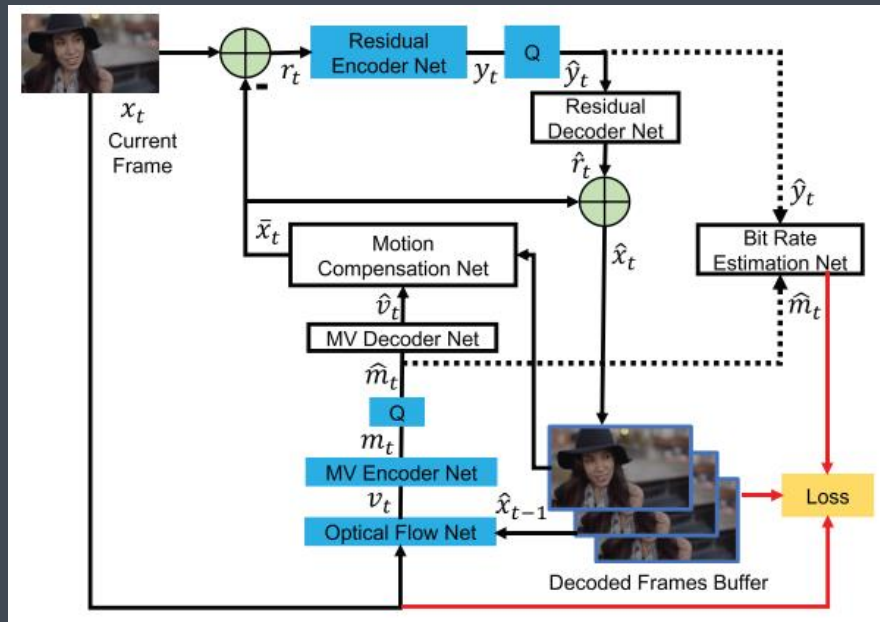 x_t
Current
Frame
-
r_t
Residual
Encoder Net
y_t
Q
ŷ_t
Residual
Decoder Net
r̂_t
ŷ_t
x̄_t
Motion
Compensation Net
x̂_t
Bit Rate
Estimation Net
v̂_t
m̂_t
MV Decoder Net
m̂_t
Q
m_t
MV Encoder Net
v_t
x̂_{t-1}
Loss
Optical Flow Net
Decoded Frames Buffer